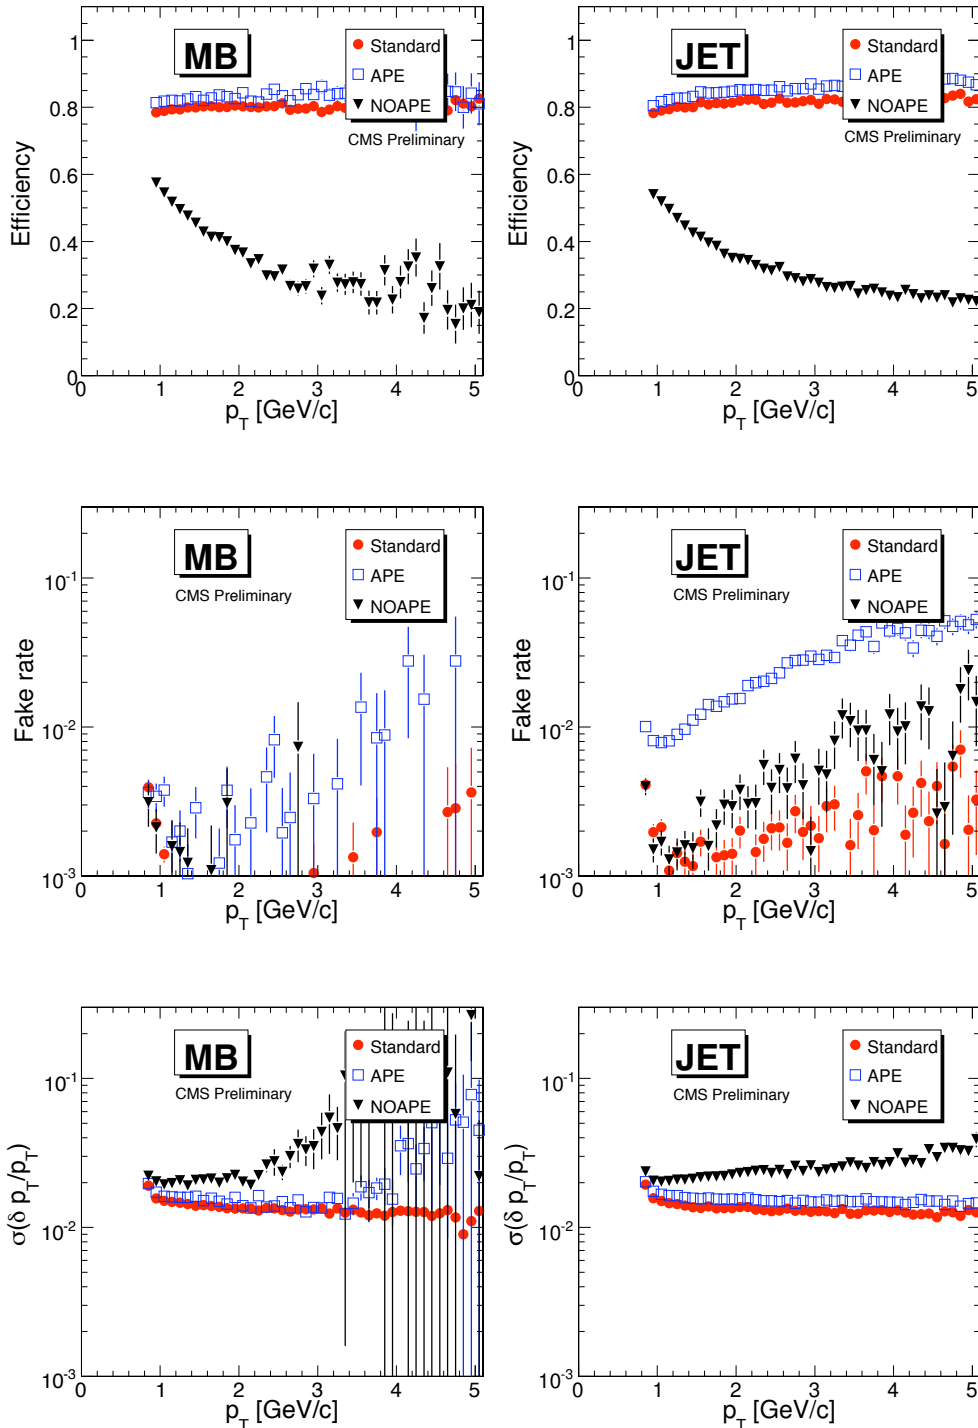 MB
Standard
APE
NOAPE
CMS Preliminary
Efficiency
1
0.8
0.6
0.4
0.2
0
0 1 2 3 4 5
p_T [GeV/c]
JET
Standard
APE
NOAPE
CMS Preliminary
Efficiency
1
0.8
0.6
0.4
0.2
0
0 1 2 3 4 5
p_T [GeV/c]
MB
CMS Preliminary
Standard
APE
NOAPE
Fake rate
10^-1
10^-2
10^-3
0 1 2 3 4 5
p_T [GeV/c]
JET
CMS Preliminary
Standard
APE
NOAPE
Fake rate
10^-1
10^-2
10^-3
0 1 2 3 4 5
p_T [GeV/c]
MB
CMS Preliminary
Standard
APE
NOAPE
σ(δ p_T/p_T)
10^-1
10^-2
10^-3
0 1 2 3 4 5
p_T [GeV/c]
JET
CMS Preliminary
Standard
APE
NOAPE
σ(δ p_T/p_T)
10^-1
10^-2
10^-3
0 1 2 3 4 5
p_T [GeV/c]